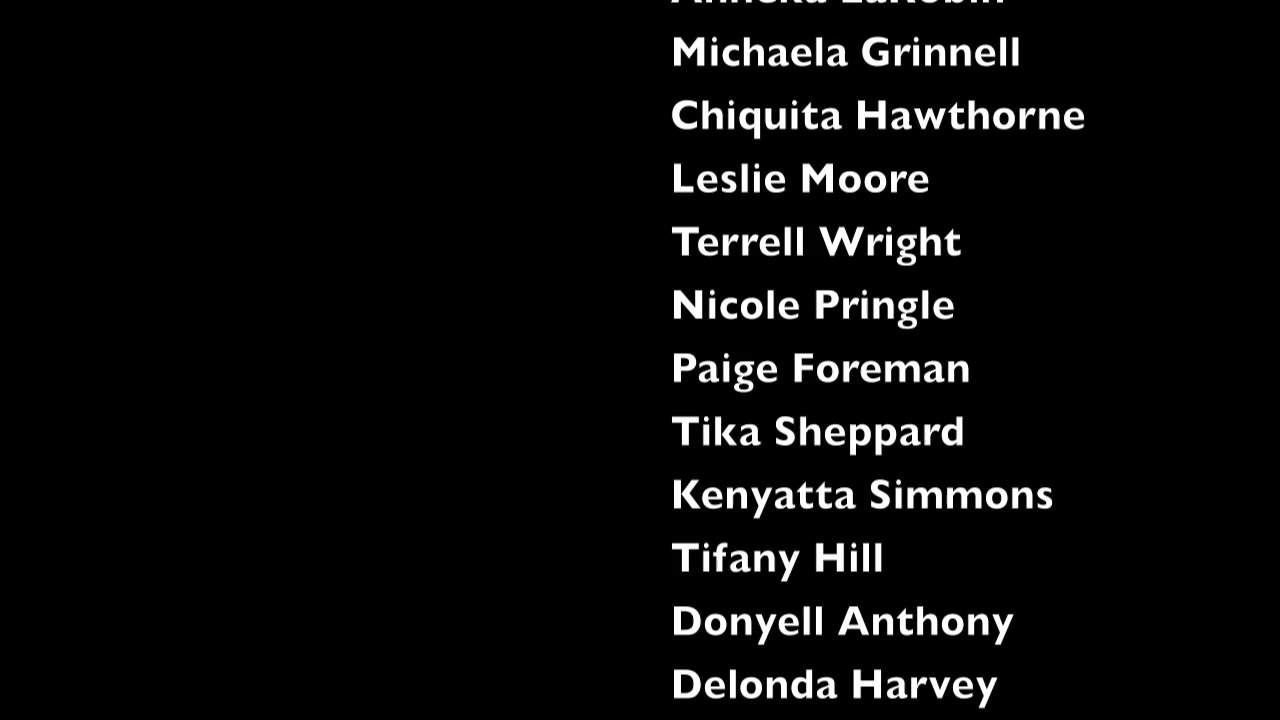 Michaela Grinnell
Chiquita Hawthorne
Leslie Moore
Terrell Wright
Nicole Pringle
Paige Foreman
Tika Sheppard
Kenyatta Simmons
Tifany Hill
Donyell Anthony
Delonda Harvey